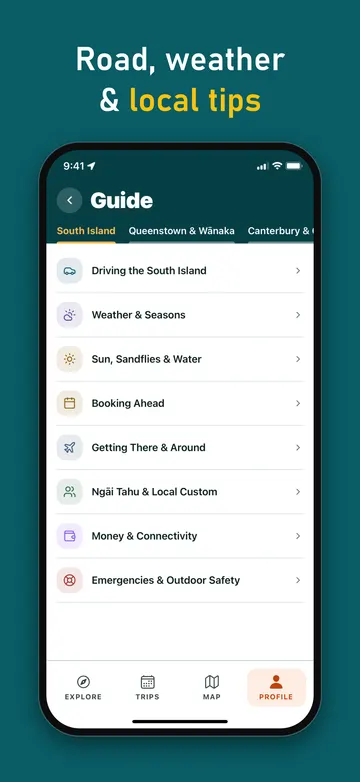 Road, weather
& local tips
9:41
Guide
South Island
Queenstown & Wānaka
Canterbury &
Driving the South Island
Weather & Seasons
Sun, Sandflies & Water
Booking Ahead
Getting There & Around
Ngāi Tahu & Local Custom
Money & Connectivity
Emergencies & Outdoor Safety
EXPLORE
TRIPS
MAP
PROFILE